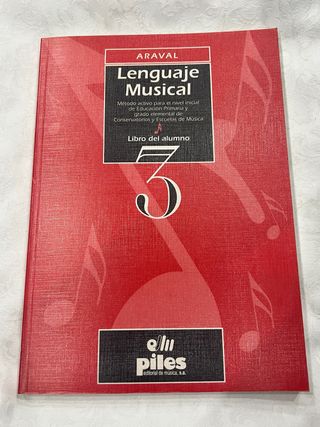 ARAVAL
Lenguaje
Musical
Método activo para el nivel inicial
de Educación Primaria y
grado elemental de
Conservatorios y Escuelas de Música
Libro del alumno
3
piles
editorial de música, s.a.